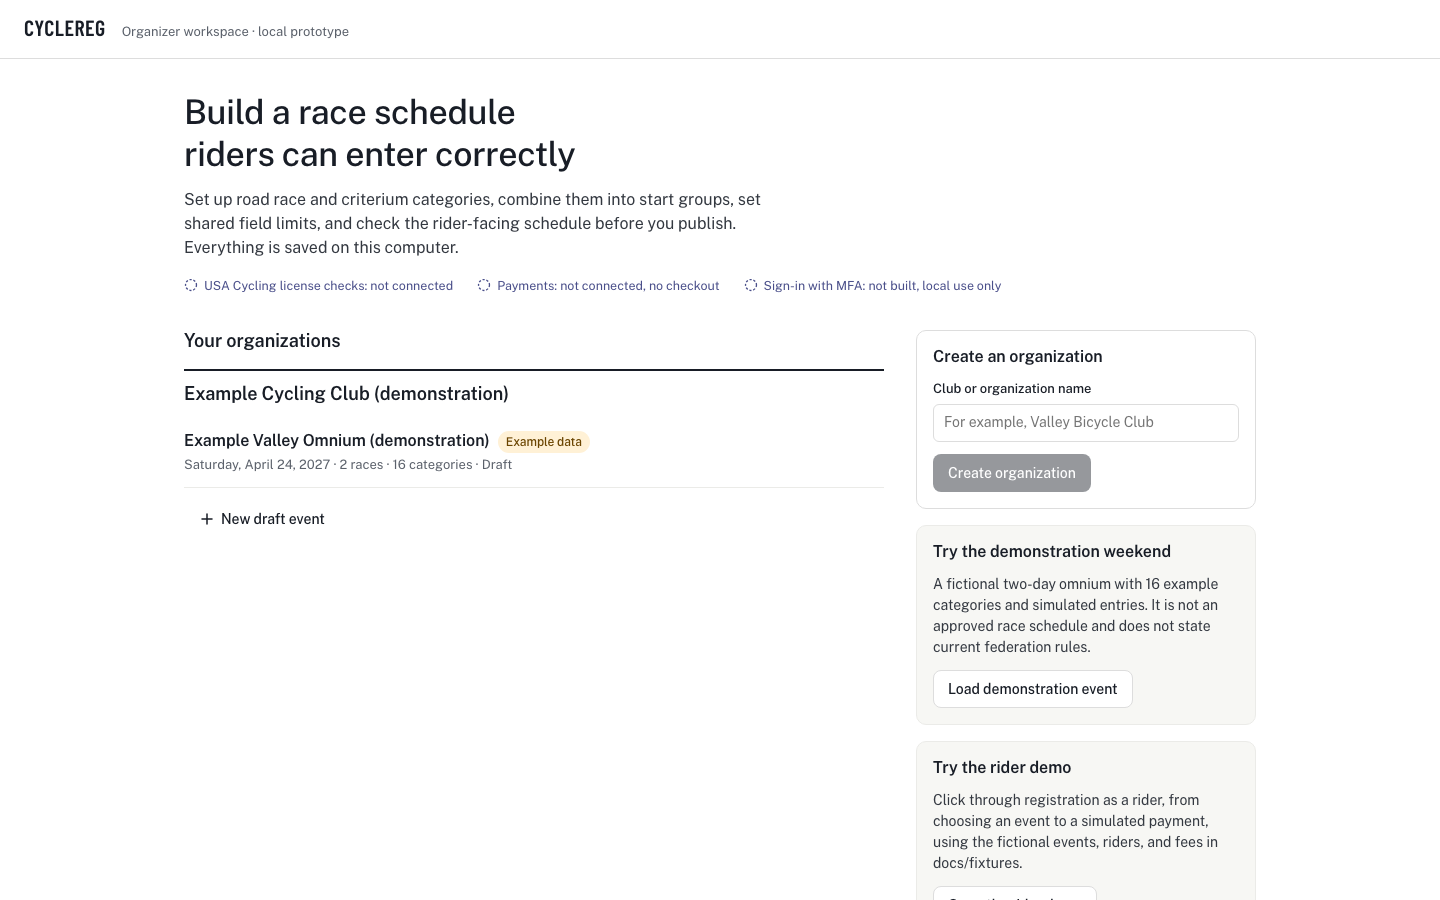 CYCLEREG
Organizer workspace · local prototype
Build a race schedule
riders can enter correctly
Set up road race and criterium categories, combine them into start groups, set
shared field limits, and check the rider-facing schedule before you publish.
Everything is saved on this computer.
USA Cycling license checks: not connected
Payments: not connected, no checkout
Sign-in with MFA: not built, local use only
Your organizations
Example Cycling Club (demonstration)
Example Valley Omnium (demonstration)
Example data
Saturday, April 24, 2027 · 2 races · 16 categories · Draft
New draft event
Create an organization
Club or organization name
For example, Valley Bicycle Club
Create organization
Try the demonstration weekend
A fictional two-day omnium with 16 example
categories and simulated entries. It is not an
approved race schedule and does not state
current federation rules.
Load demonstration event
Try the rider demo
Click through registration as a rider, from
choosing an event to a simulated payment,
using the fictional events, riders, and fees in
docs/fixtures.